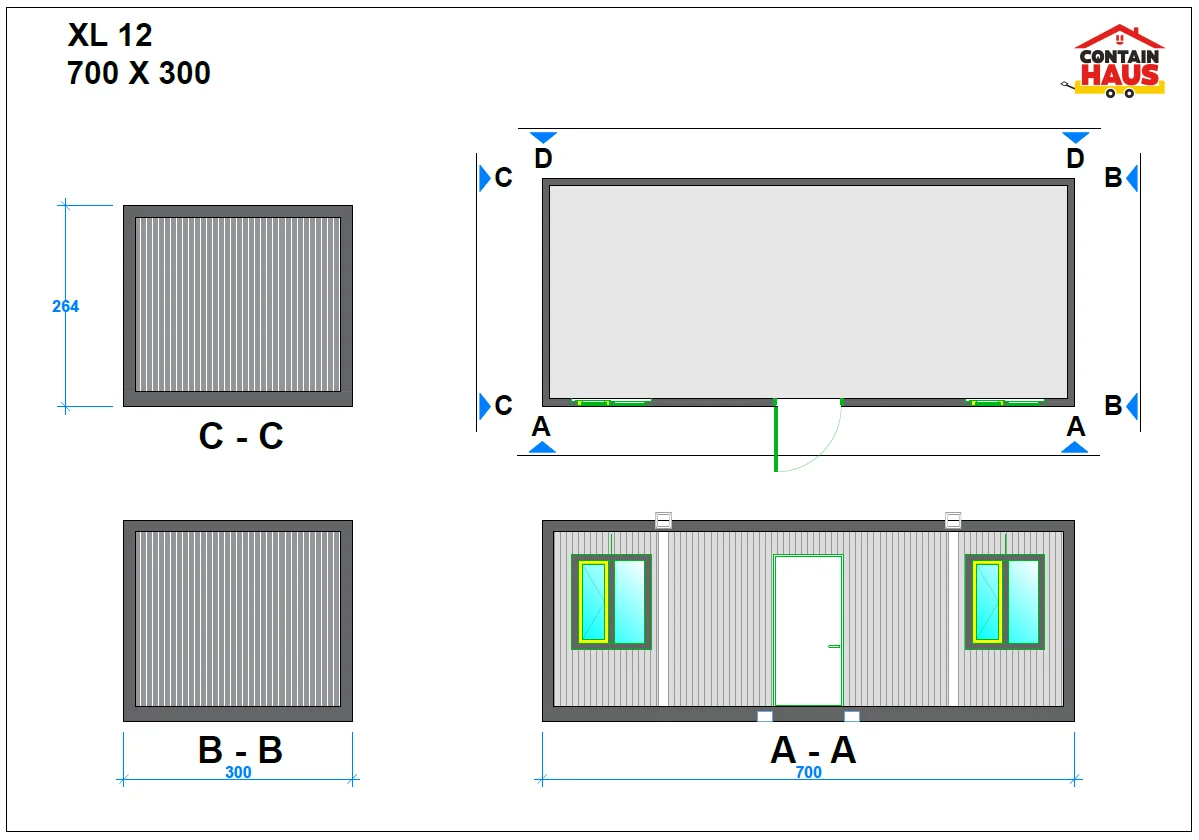 XL 12
700 X 300
CONTAIN
HAUS
D
D
C
B
264
C
B
C - C
A
A
B - B
300
A - A
700